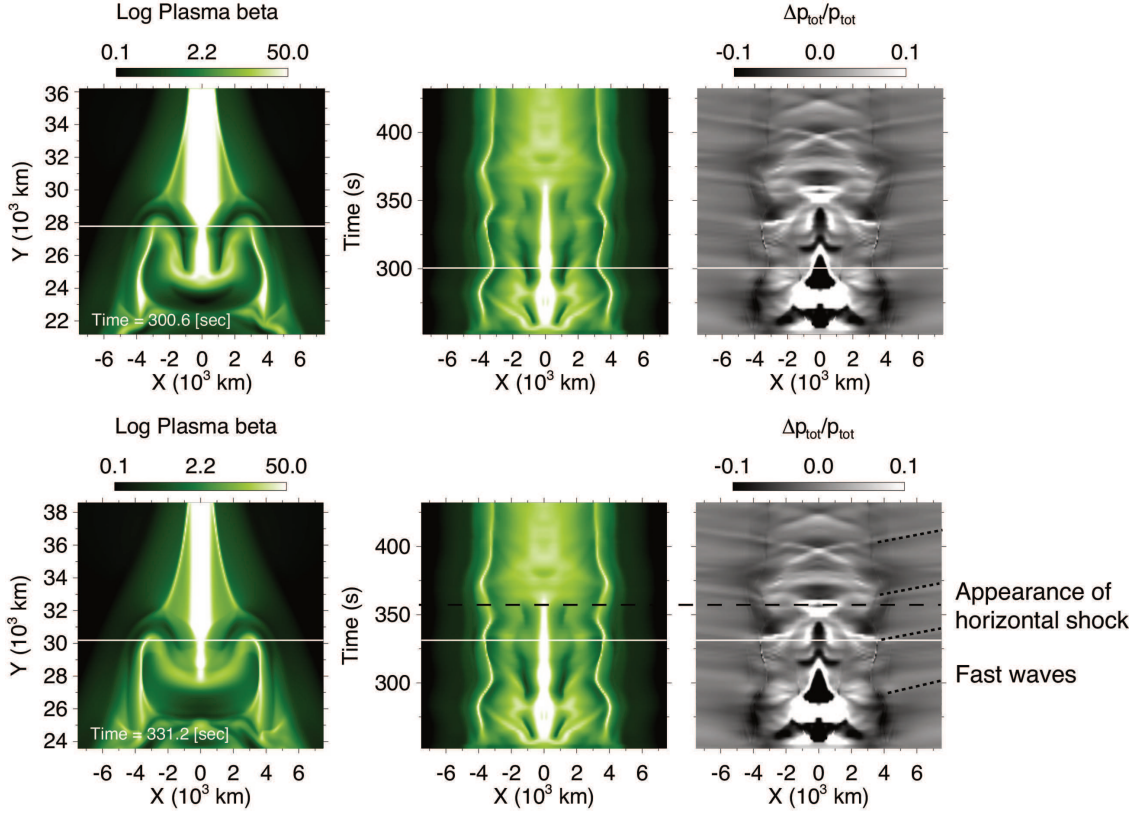 Log Plasma beta
Δp_tot/p_tot
0.1 2.2 50.0
-0.1 0.0 0.1
36
34
32
30
28
26
24
22
Y (10³ km)
Time = 300.6 [sec]
-6 -4 -2 0 2 4 6
X (10³ km)
400
350
300
Time (s)
-6 -4 -2 0 2 4 6
X (10³ km)
-6 -4 -2 0 2 4 6
X (10³ km)
Log Plasma beta
Δp_tot/p_tot
0.1 2.2 50.0
-0.1 0.0 0.1
38
36
34
32
30
28
26
24
Y (10³ km)
Time = 331.2 [sec]
-6 -4 -2 0 2 4 6
X (10³ km)
400
350
300
Time (s)
-6 -4 -2 0 2 4 6
X (10³ km)
-6 -4 -2 0 2 4 6
X (10³ km)
Appearance of
horizontal shock
Fast waves